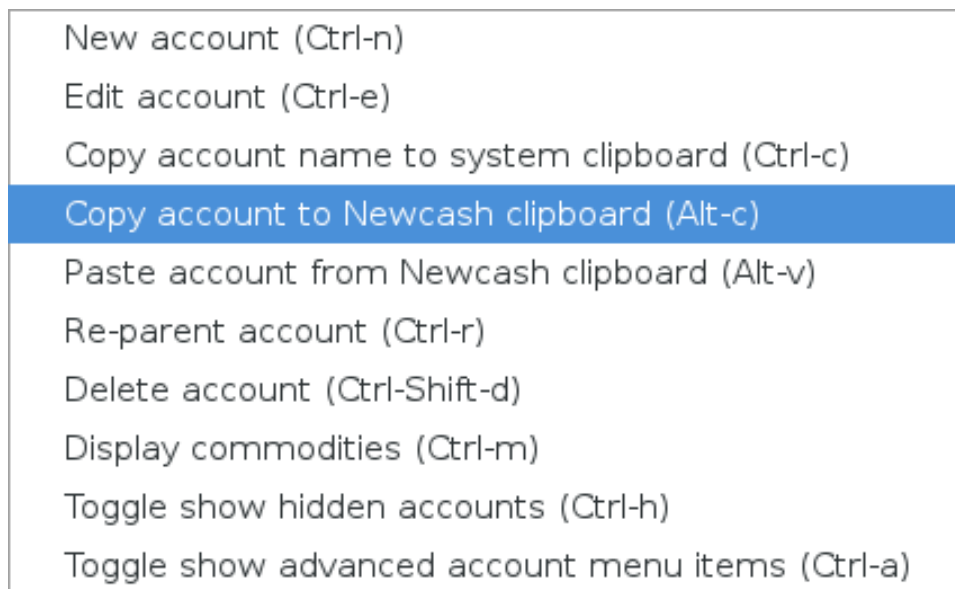 New account (Ctrl-n)
Edit account (Ctrl-e)
Copy account name to system clipboard (Ctrl-c)
Copy account to Newcash clipboard (Alt-c)
Paste account from Newcash clipboard (Alt-v)
Re-parent account (Ctrl-r)
Delete account (Ctrl-Shift-d)
Display commodities (Ctrl-m)
Toggle show hidden accounts (Ctrl-h)
Toggle show advanced account menu items (Ctrl-a)